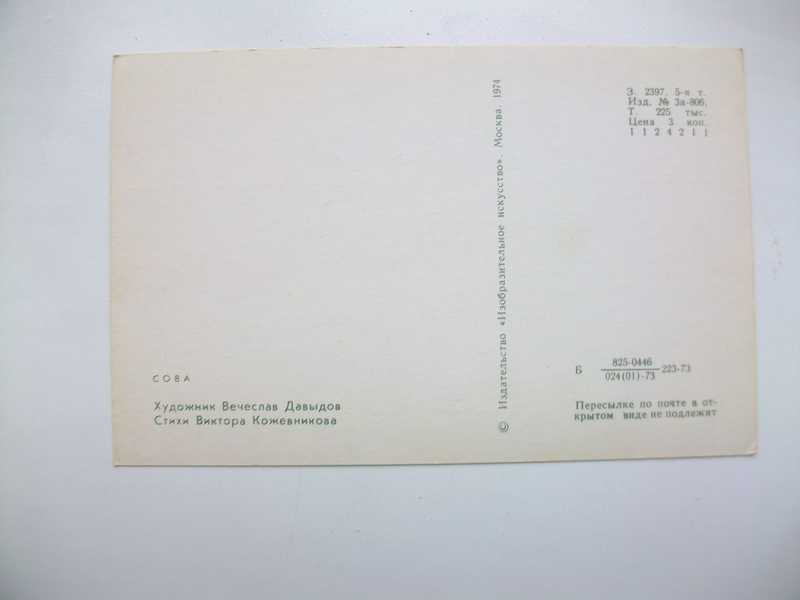 СОВА
Художник Вечеслав Давыдов
Стихи Виктора Кожевникова
© Издательство «Изобразительное искусство». Москва. 1974
З. 2397. 5-я т.
Изд. № 3а-806.
Т. 225 тыс.
Цена 3 коп.
1 1 2 4 2 1 1
Б 825-0446 223-73
024(01)-73
Пересылке по почте в от-
крытом виде не подлежит